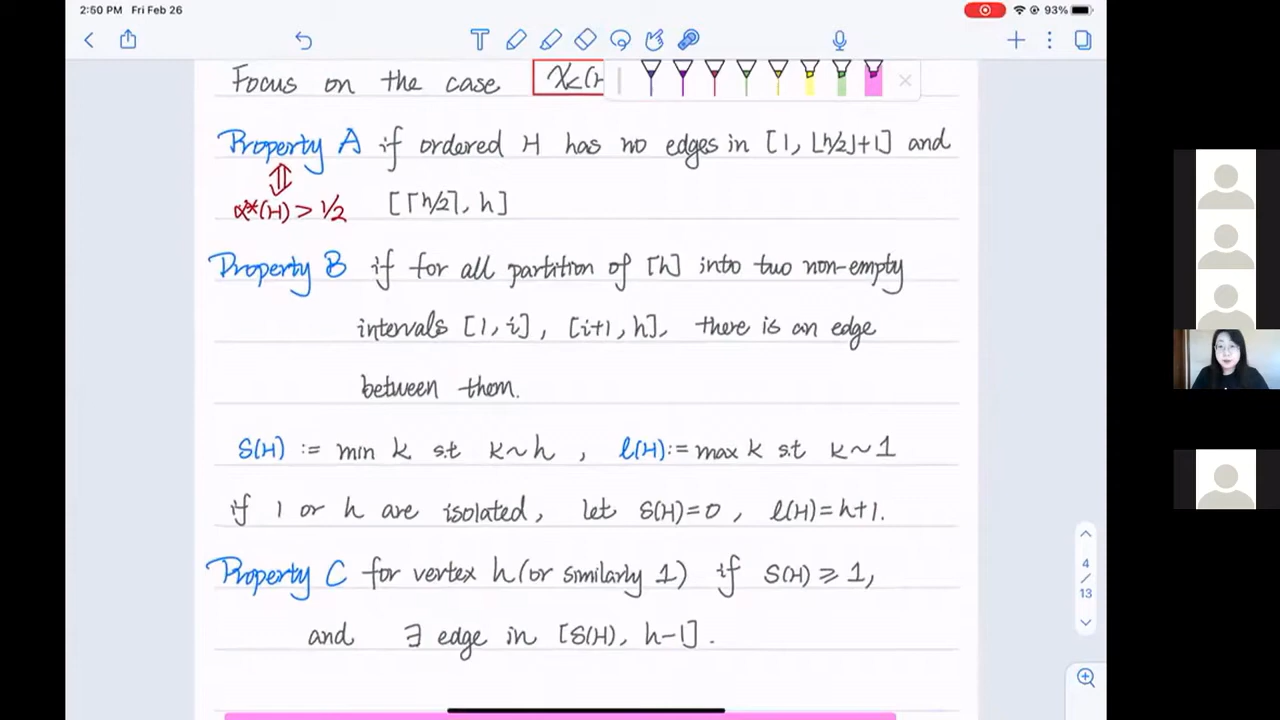 2:50 PM Fri Feb 26
93%
Focus on the case χ<(H
Property A if ordered H has no edges in [1, ⌊h/2⌋+1] and
⇕
α*(H) > 1/2 [⌈h/2⌉, h]
Property B if for all partition of [h] into two non-empty
intervals [1, i], [i+1, h], there is an edge
between them.
S(H) := min k s.t k~h , l(H):= max k s.t k~1
if 1 or h are isolated, let S(H)=0, l(H)=h+1.
Property C for vertex h (or similarly 1) if S(H) ≥ 1,
and ∃ edge in [S(H), h-1].
4
/
13